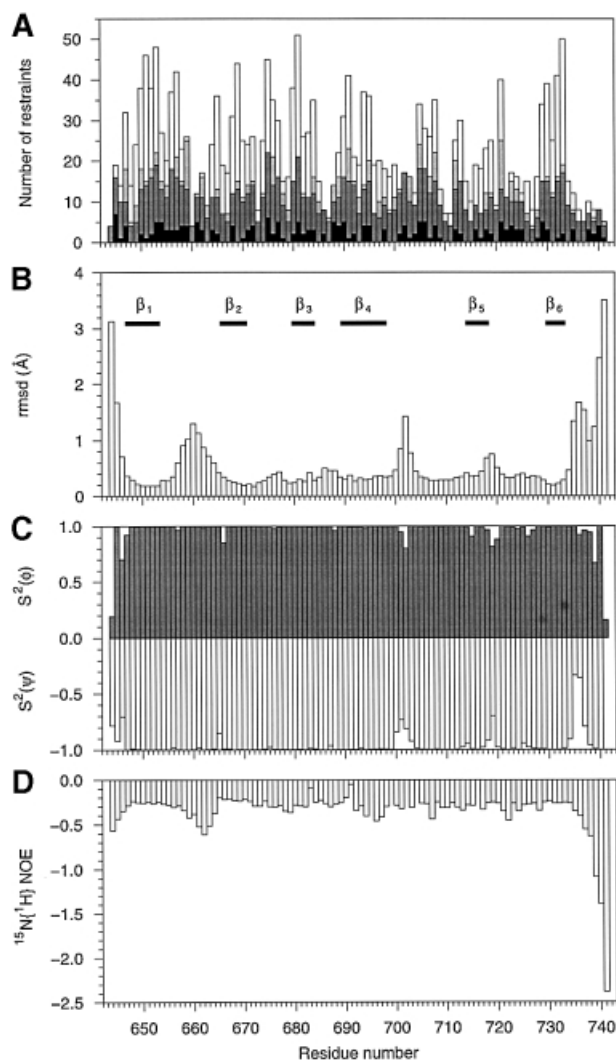 A
Number of restraints
50
40
30
20
10
0
B
rmsd (Å)
4
3
2
1
0
β₁ β₂ β₃ β₄ β₅ β₆
C
S²(ϕ)
1.0
0.5
0.0
S²(ψ)
−0.5
−1.0
D
¹⁵N{¹H} NOE
0.0
−0.5
−1.0
−1.5
−2.0
−2.5
650 660 670 680 690 700 710 720 730 740
Residue number